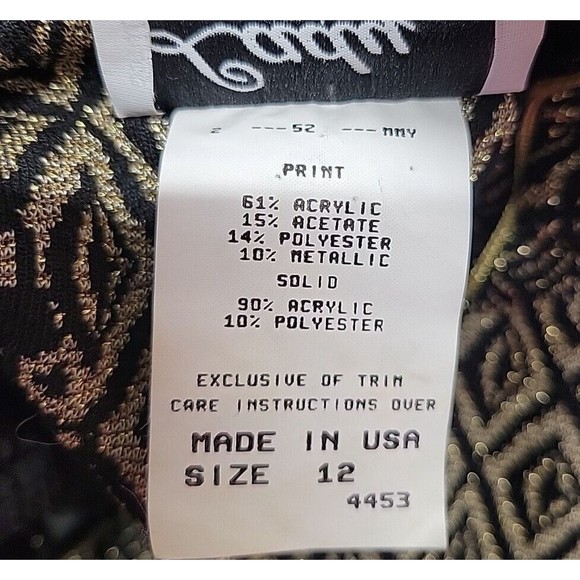 2 ---52 ---MMY
PRINT
61% ACRYLIC
15% ACETATE
14% POLYESTER
10% METALLIC
SOLID
90% ACRYLIC
10% POLYESTER
EXCLUSIVE OF TRIM
CARE INSTRUCTIONS OVER
MADE IN USA
SIZE 12
4453